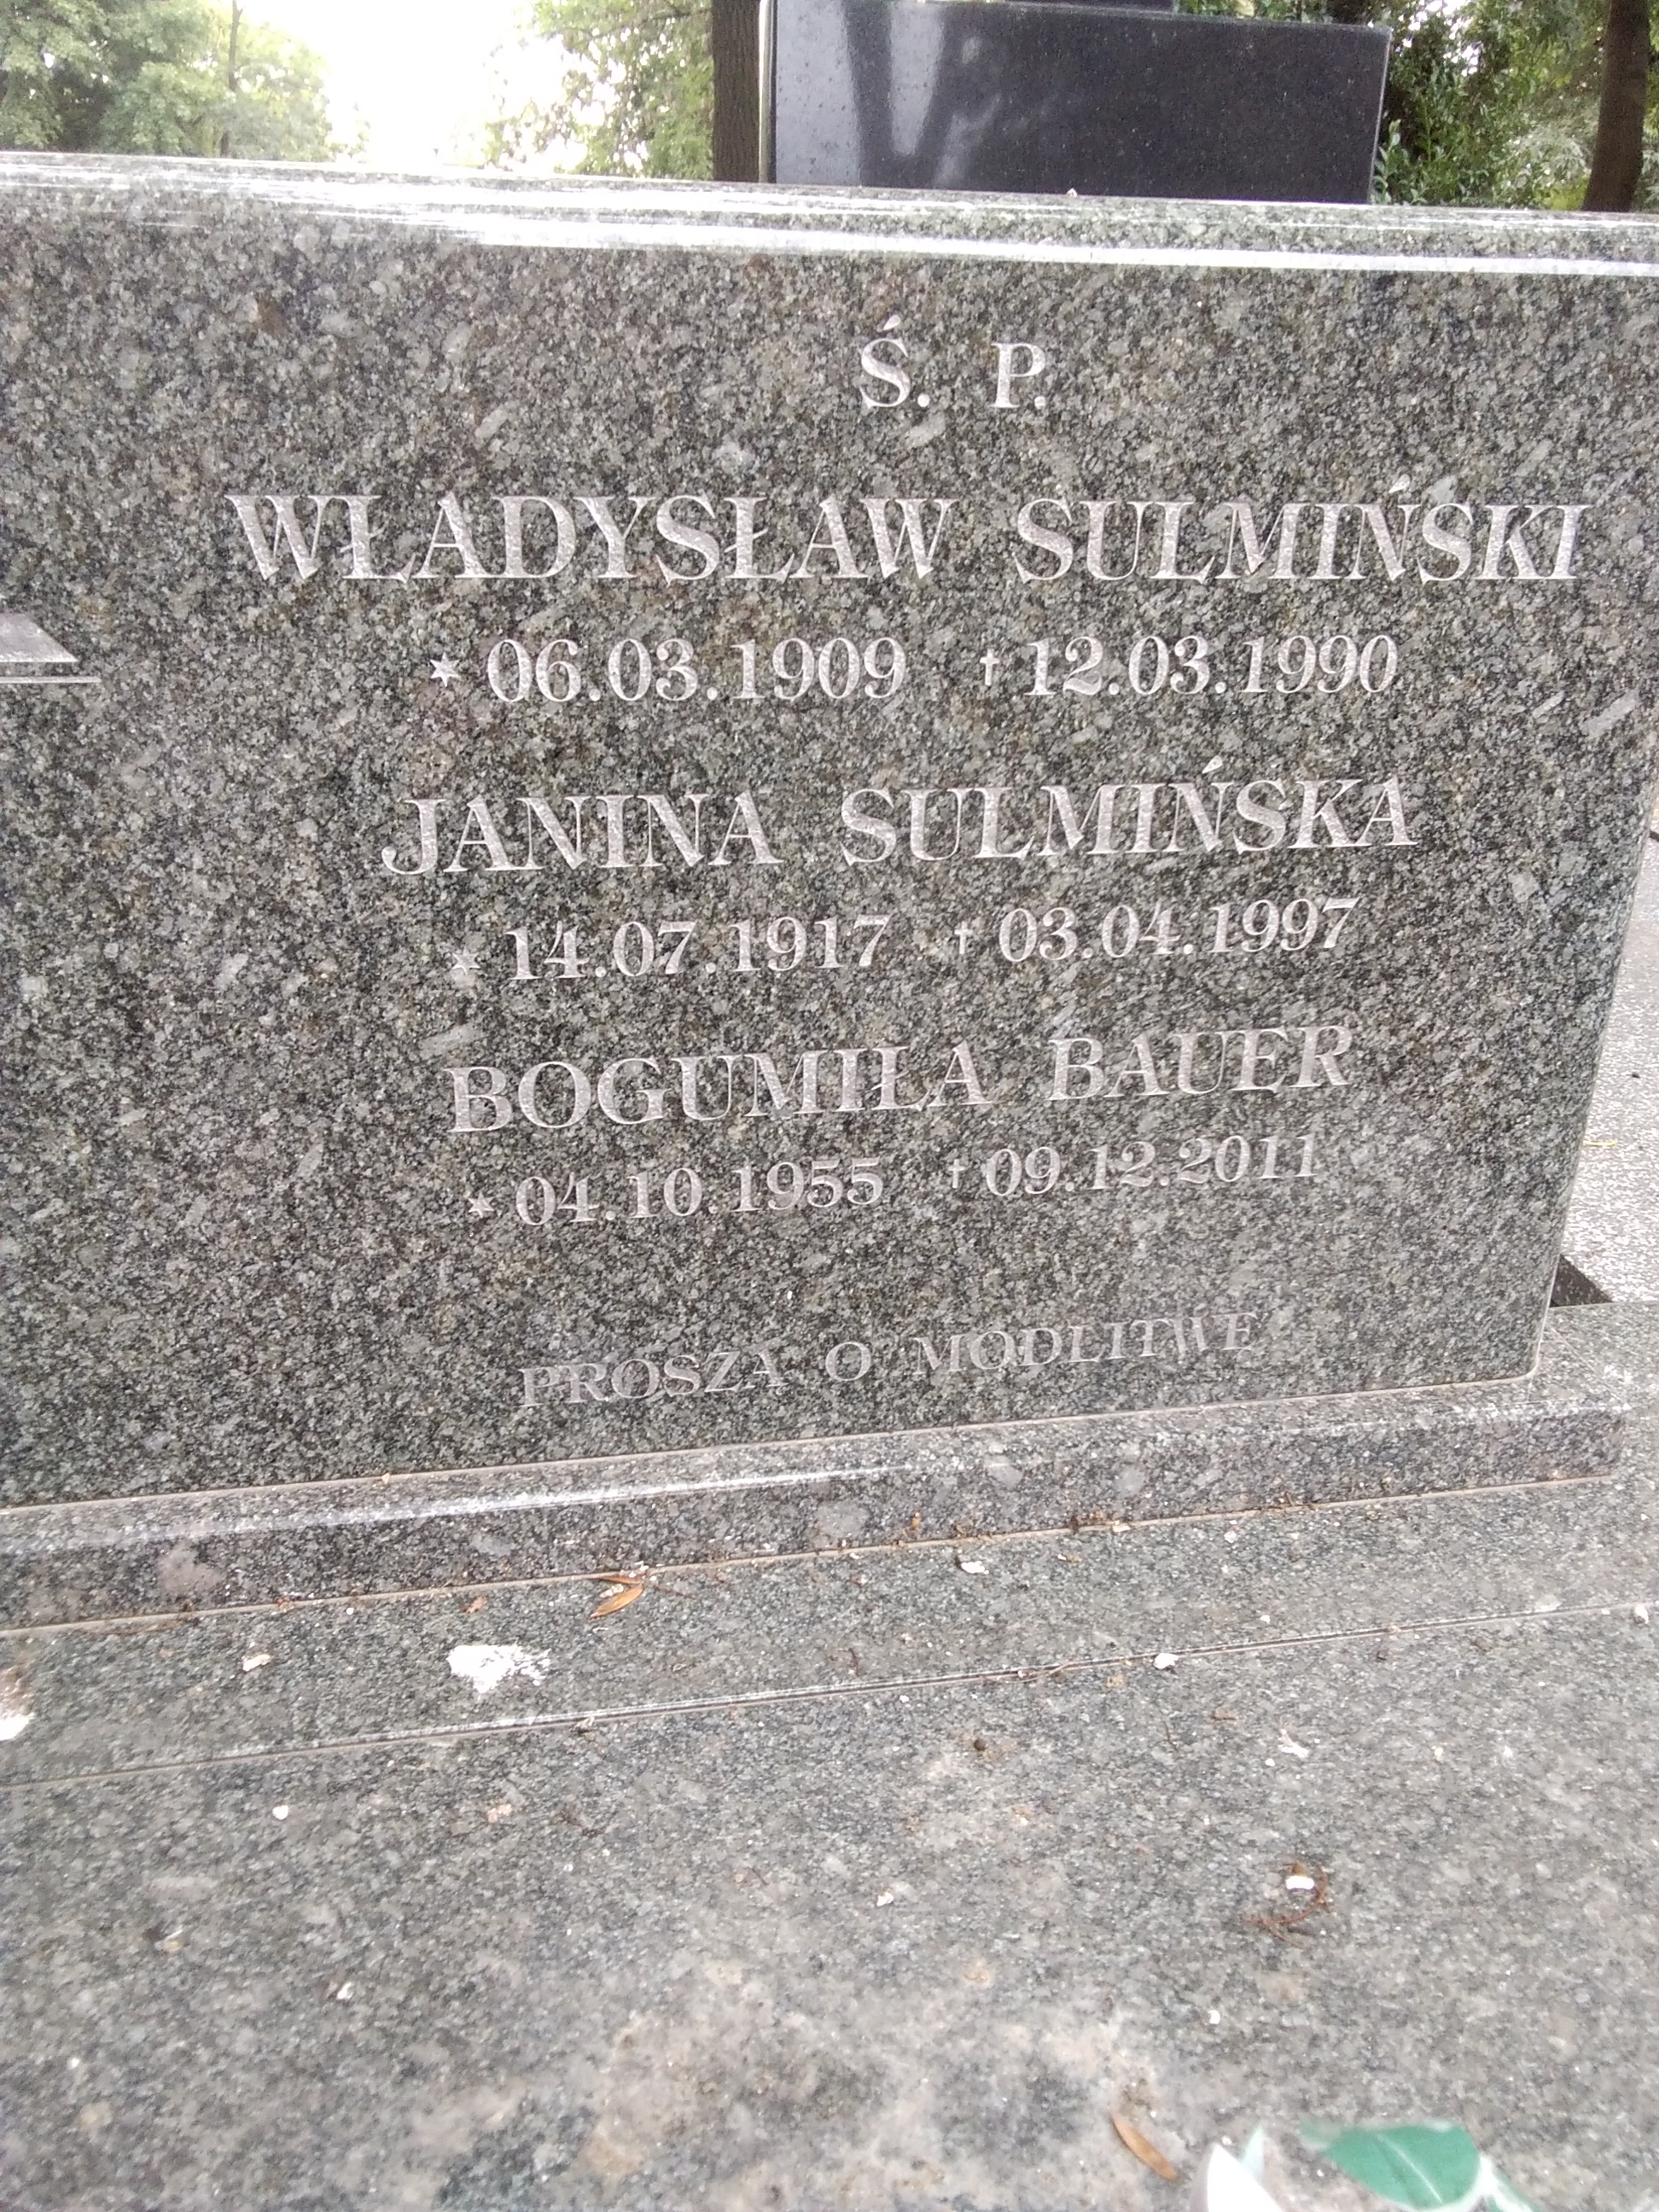 Ś. P.
WŁADYSŁAW SULMIŃSKI
* 06.03.1909 † 12.03.1990
JANINA SULMIŃSKA
* 14.07.1917 † 03.04.1997
BOGUMIŁA BAUER
* 04.10.1955 † 09.12.2011
PROSZĄ O MODLITWĘ